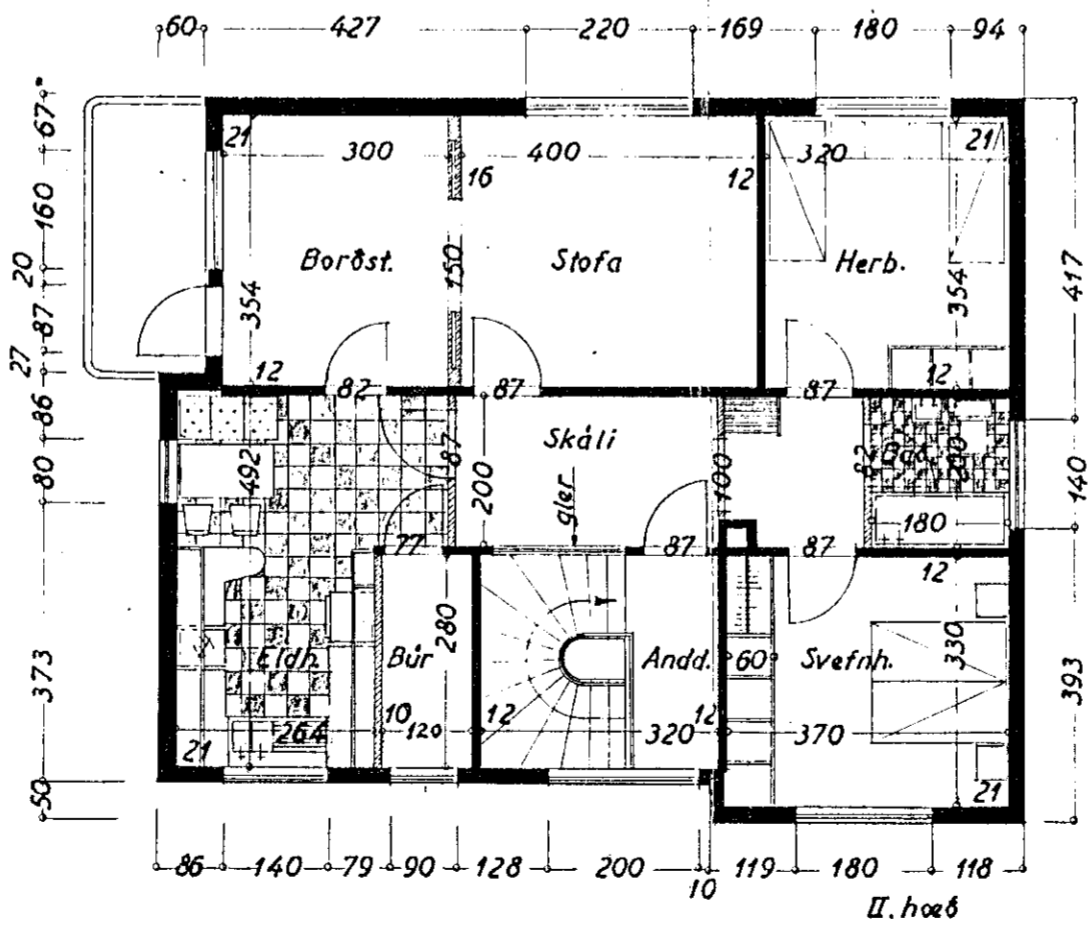 60 427 220 169 180 94
67
160
20
87
27
86
80
373
50
21 300 16 400 12 320 21
Borðst. 150 Stofa Herb.
354 354
417
12 82 87 87 12
Skáli
492 87 200 gler 100 82 Bað. 200
140
180
77 87 87 12
Eldh. Búr 280 Andd. 60 Svefnh. 330
393
21 264 10 120 12 320 12 370 21
86 140 79 90 128 200 10 119 180 118
II. hæð